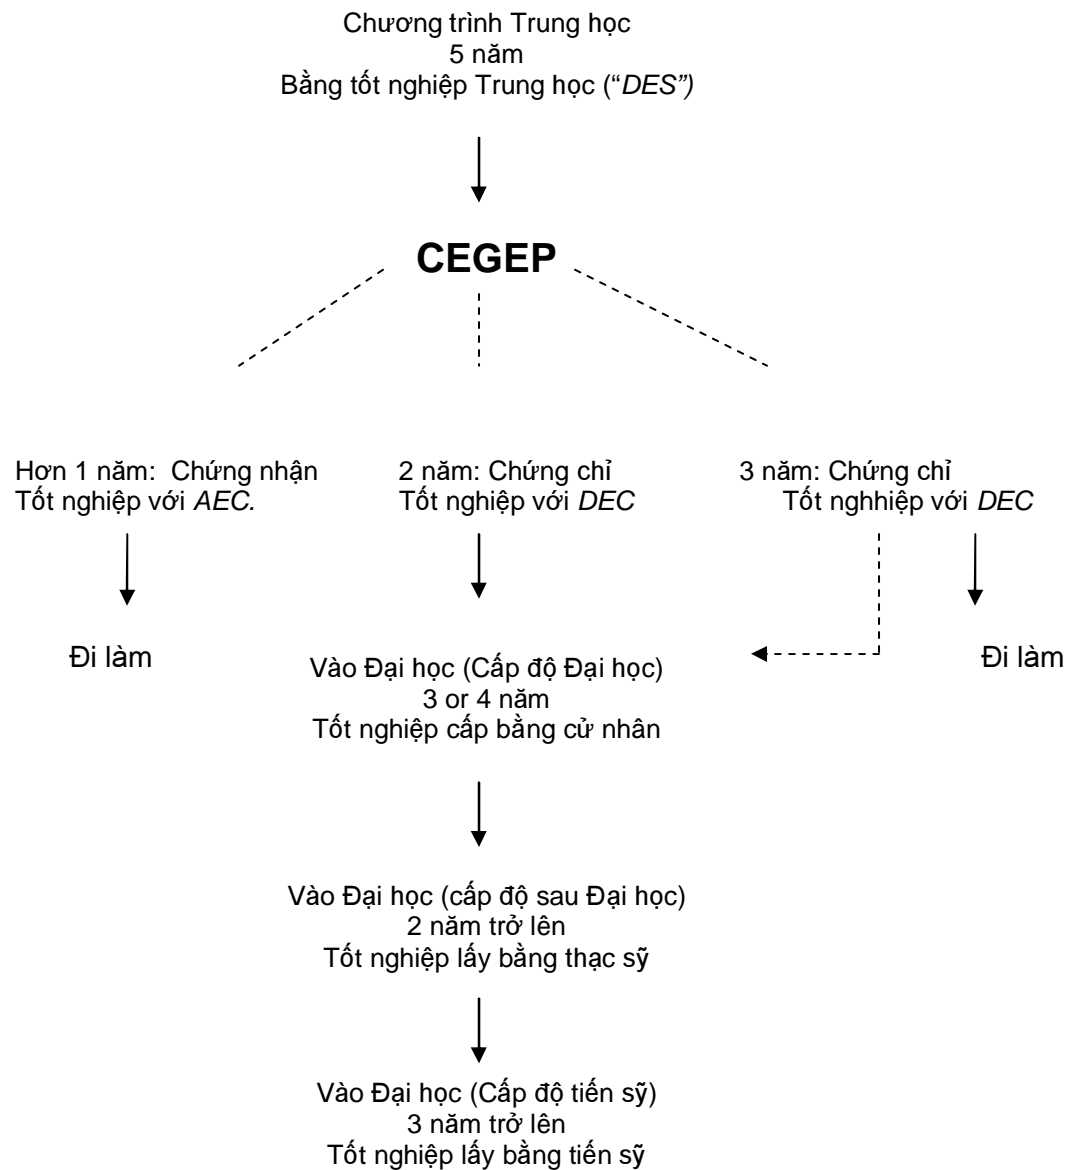 Chương trình Trung học
5 năm
Bằng tốt nghiệp Trung học (“DES”)
CEGEP
Hơn 1 năm:  Chứng nhận
Tốt nghiệp với AEC.
2 năm: Chứng chỉ
Tốt nghiệp với DEC
3 năm: Chứng chỉ
Tốt nghhiệp với DEC
Đi làm
Vào Đại học (Cấp độ Đại học)
3 or 4 năm
Tốt nghiệp cấp bằng cử nhân
Đi làm
Vào Đại học (cấp độ sau Đại học)
2 năm trở lên
Tốt nghiệp lấy bằng thạc sỹ
Vào Đại học (Cấp độ tiến sỹ)
3 năm trở lên
Tốt nghiệp lấy bằng tiến sỹ